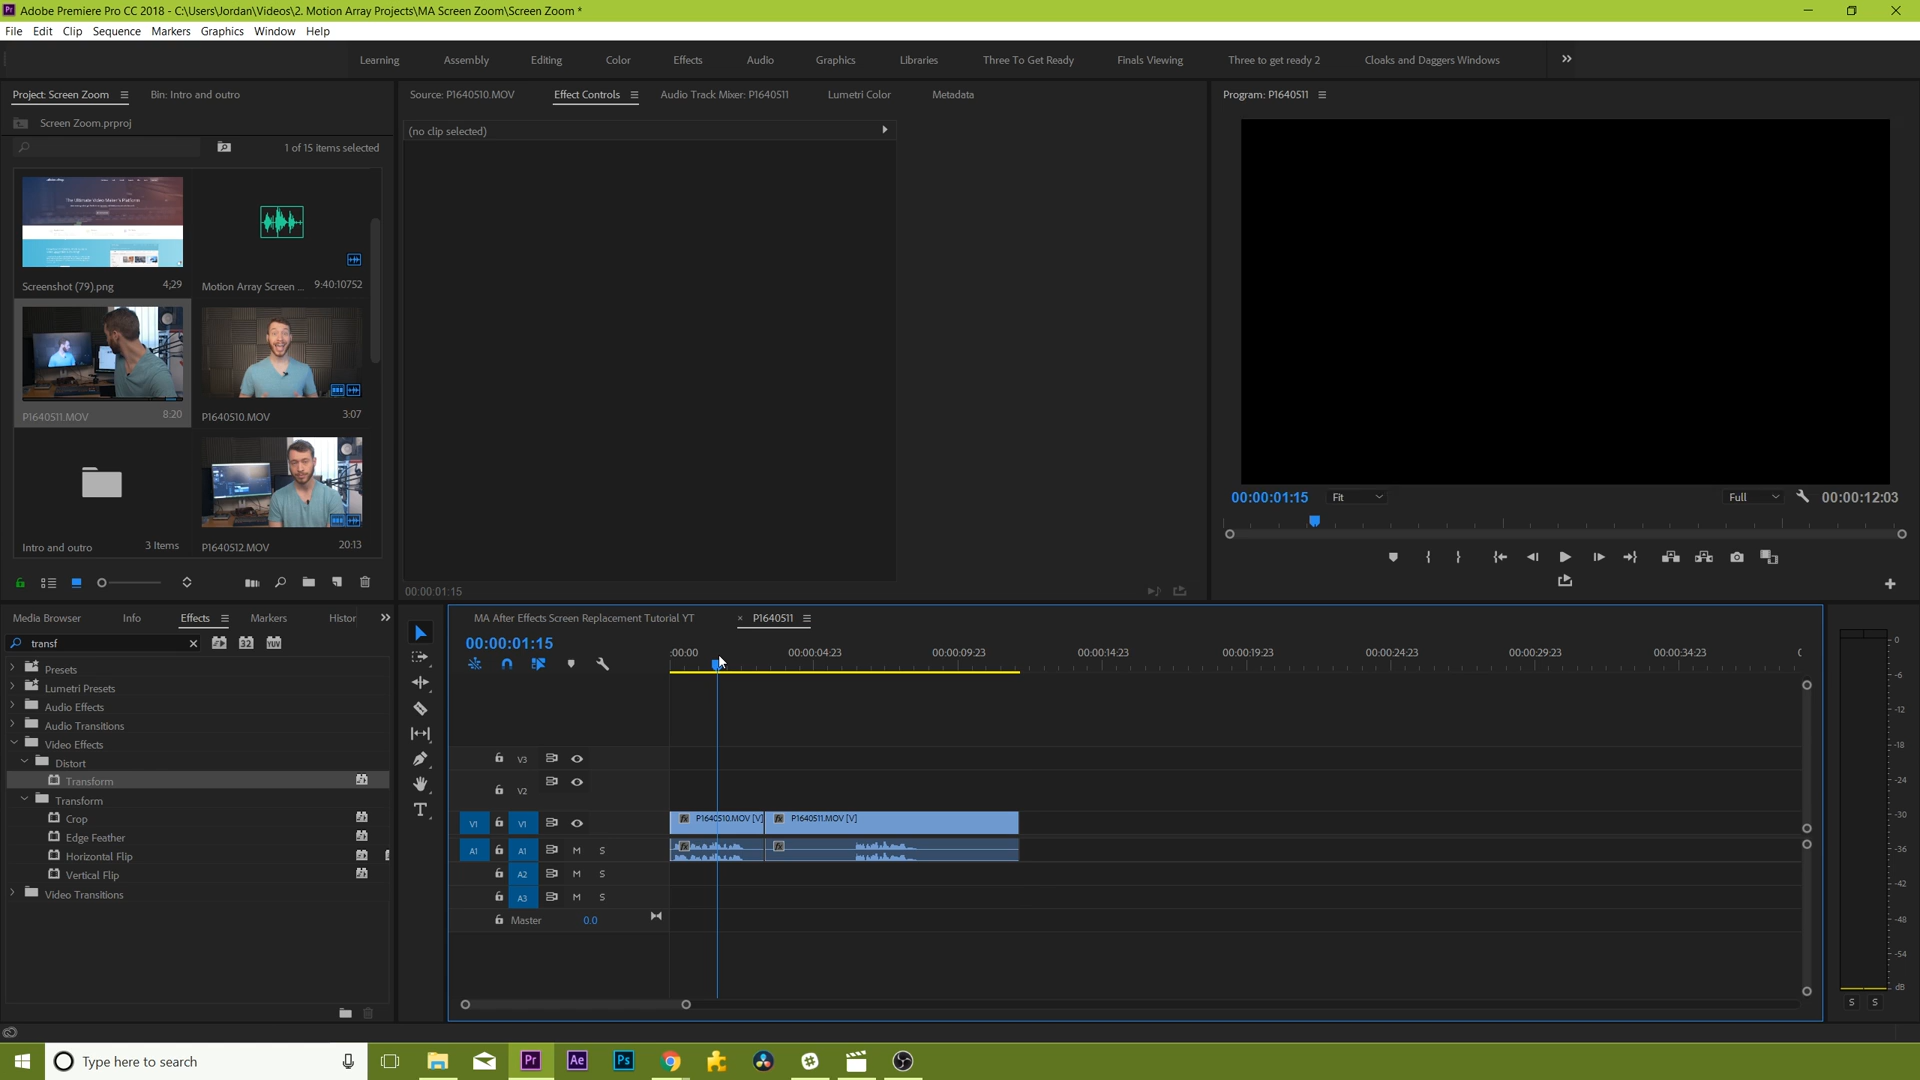 Adobe Premiere Pro CC 2018 - C:\Users\Jordan\Videos\2. Motion Array Projects\MA Screen Zoom\Screen Zoom *
File Edit Clip Sequence Markers Graphics Window Help
Learning Assembly Editing Color Effects Audio Graphics Libraries Three To Get Ready Finals Viewing Three to get ready 2 Cloaks and Daggers Windows
Project: Screen Zoom Bin: Intro and outro
Source: P1640510.MOV Effect Controls Audio Track Mixer: P1640511 Lumetri Color Metadata
Program: P1640511
Screen Zoom.prproj
(no clip selected)
1 of 15 items selected
Screenshot (79).png 4;29
Motion Array Screen ... 9:40:10752
P1640511.MOV 8:20
P1640510.MOV 3:07
Intro and outro 3 Items
P1640512.MOV 20:13
00:00:01:15
00:00:01:15 Fit Full 00:00:12:03
Media Browser Info Effects Markers Histor
transf
Presets
Lumetri Presets
Audio Effects
Audio Transitions
Video Effects
Distort
Transform
Transform
Crop
Edge Feather
Horizontal Flip
Vertical Flip
Video Transitions
MA After Effects Screen Replacement Tutorial YT × P1640511
00:00:01:15
:00:00 00:00:04:23 00:00:09:23 00:00:14:23 00:00:19:23 00:00:24:23 00:00:29:23 00:00:34:23
V3
V2
V1 V1 P1640510.MOV [V] P1640511.MOV [V]
A1 A1 M S
A2 M S
A3 M S
Master 0.0
0
-6
-12
-18
-24
-30
-36
-42
-48
-54
dB
S S
Type here to search
Pr Ae Ps